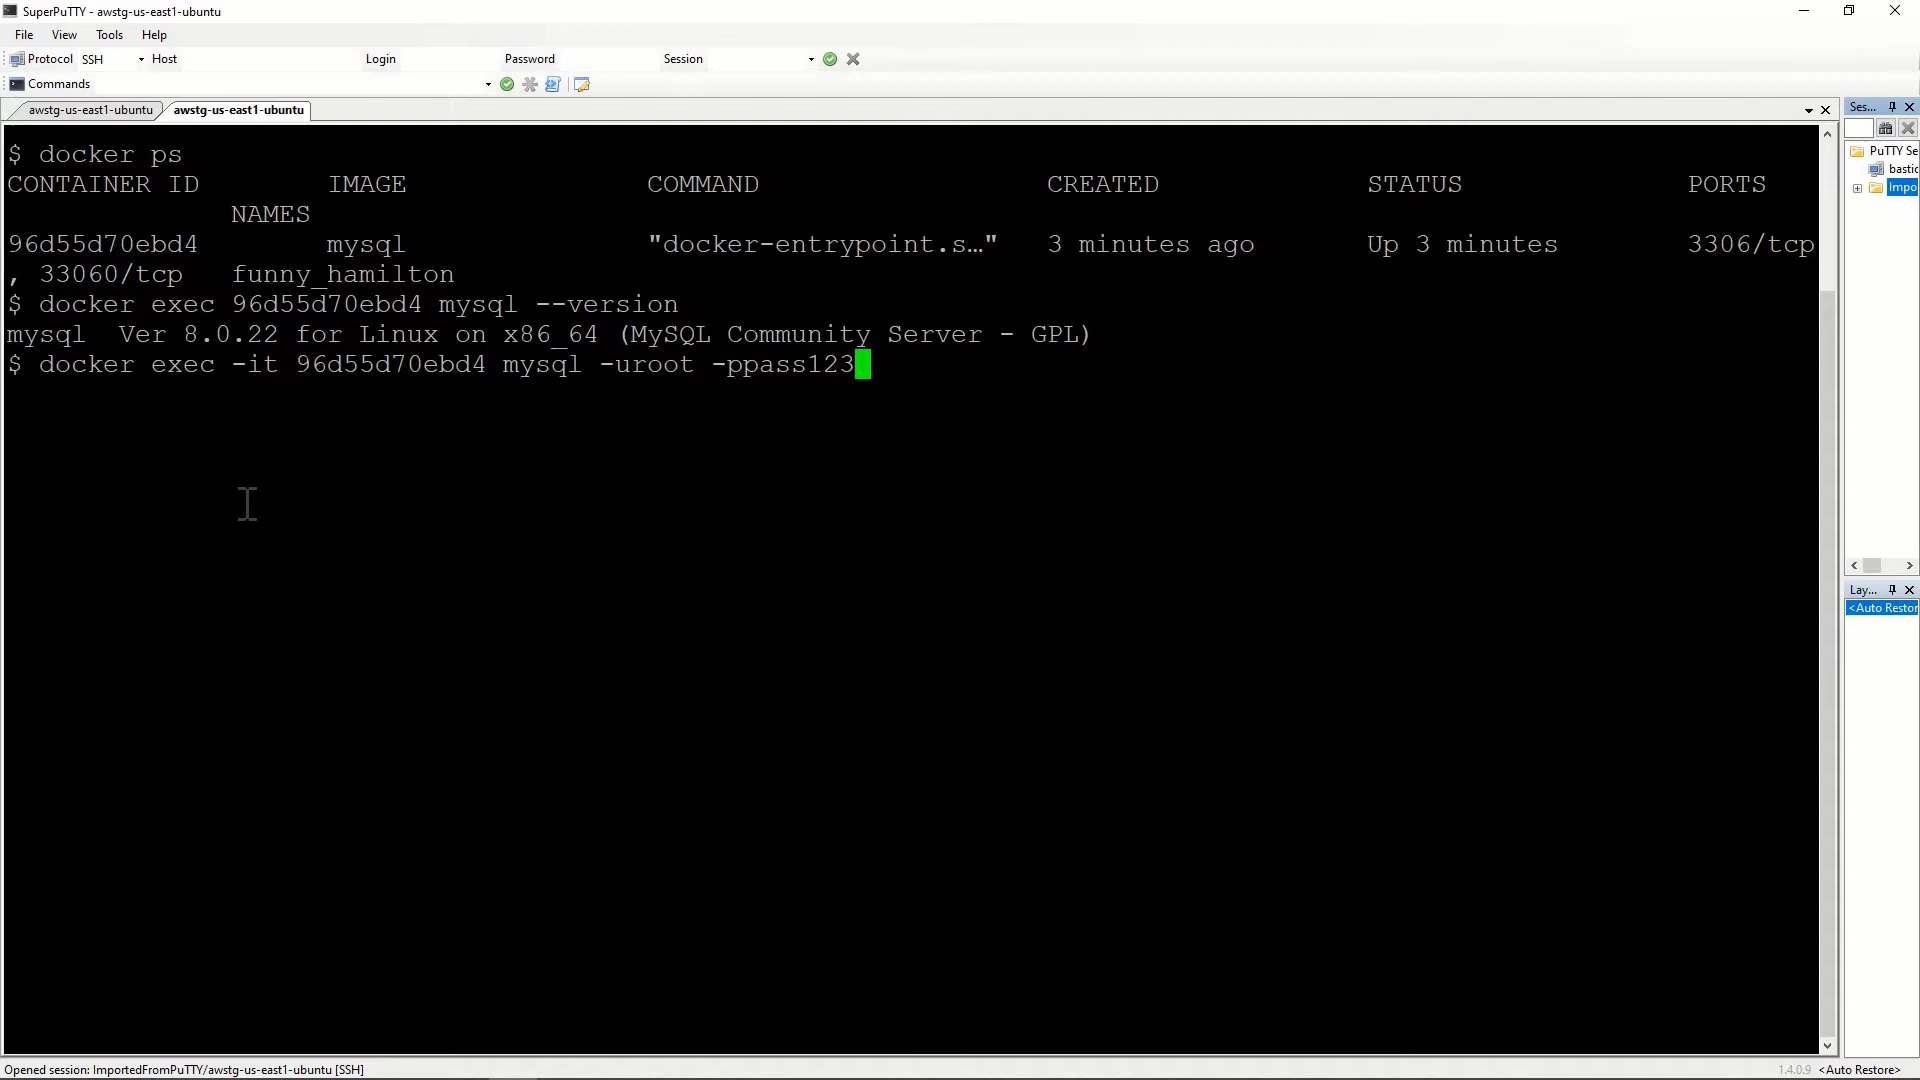 SuperPuTTY - awstg-us-east1-ubuntu
File View Tools Help
Protocol SSH Host Login Password Session
Commands
awstg-us-east1-ubuntu awstg-us-east1-ubuntu
Ses...
$ docker ps
CONTAINER ID IMAGE COMMAND CREATED STATUS PORTS
NAMES
96d55d70ebd4 mysql "docker-entrypoint.s…" 3 minutes ago Up 3 minutes 3306/tcp
, 33060/tcp funny_hamilton
$ docker exec 96d55d70ebd4 mysql --version
mysql Ver 8.0.22 for Linux on x86_64 (MySQL Community Server - GPL)
$ docker exec -it 96d55d70ebd4 mysql -uroot -ppass123
PuTTY Se
bastic
Impo
Lay...
<Auto Restor
Opened session: ImportedFromPuTTY/awstg-us-east1-ubuntu [SSH]
1.4.0.9 <Auto Restore>